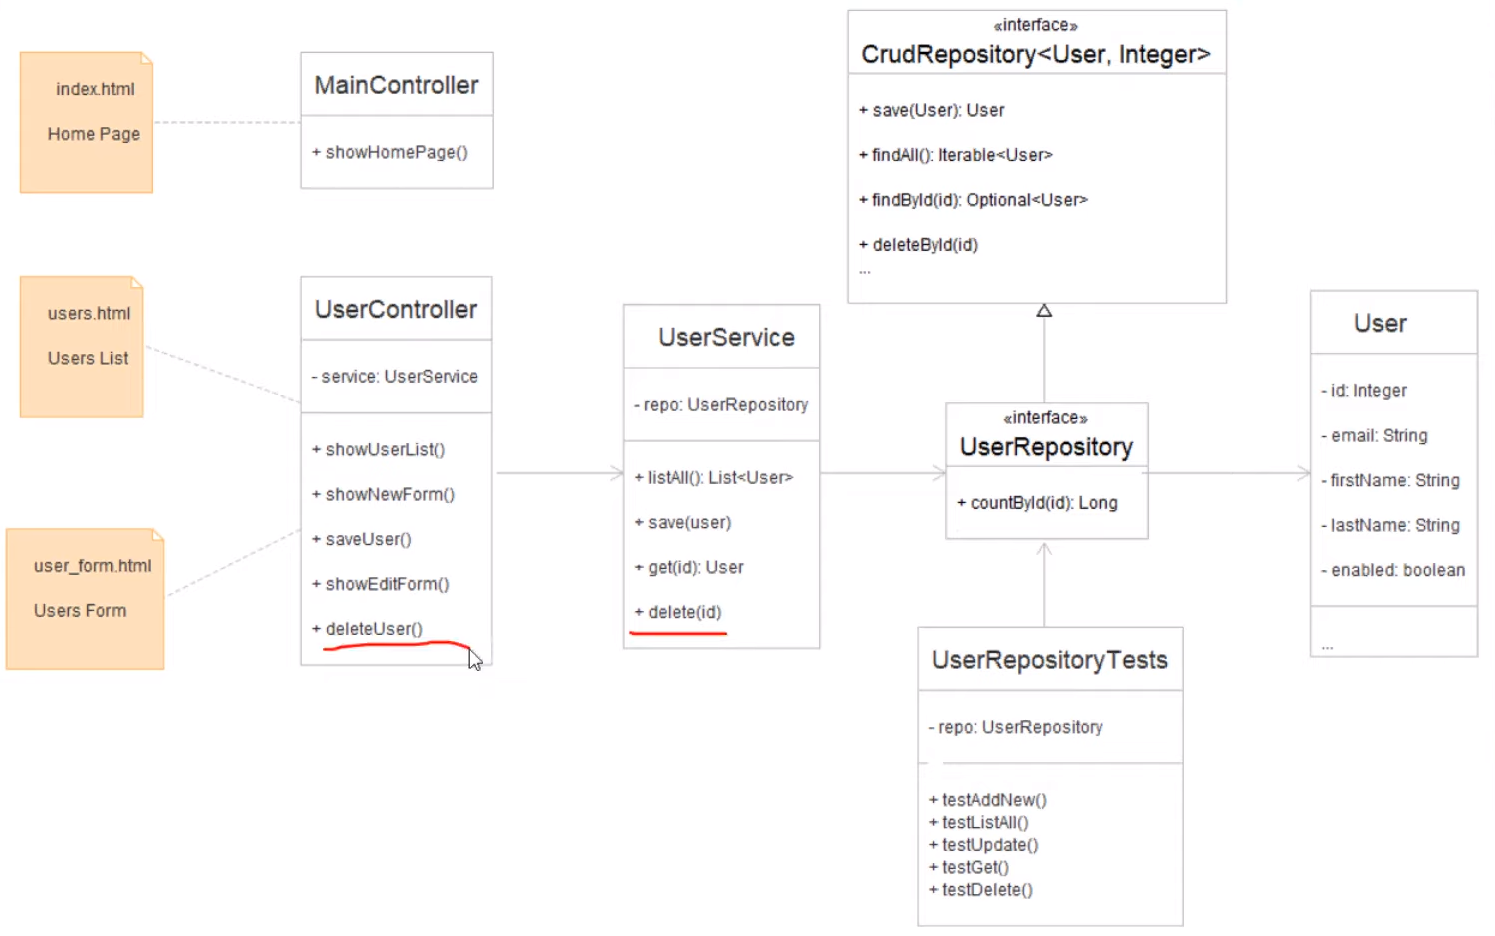 index.html
Home Page
MainController
+ showHomePage()
«interface»
CrudRepository<User, Integer>
+ save(User): User
+ findAll(): Iterable<User>
+ findById(id): Optional<User>
+ deleteById(id)
...
users.html
Users List
user_form.html
Users Form
UserController
- service: UserService
+ showUserList()
+ showNewForm()
+ saveUser()
+ showEditForm()
+ deleteUser()
UserService
- repo: UserRepository
+ listAll(): List<User>
+ save(user)
+ get(id): User
+ delete(id)
«interface»
UserRepository
+ countById(id): Long
User
- id: Integer
- email: String
- firstName: String
- lastName: String
- enabled: boolean
...
UserRepositoryTests
- repo: UserRepository
+ testAddNew()
+ testListAll()
+ testUpdate()
+ testGet()
+ testDelete()